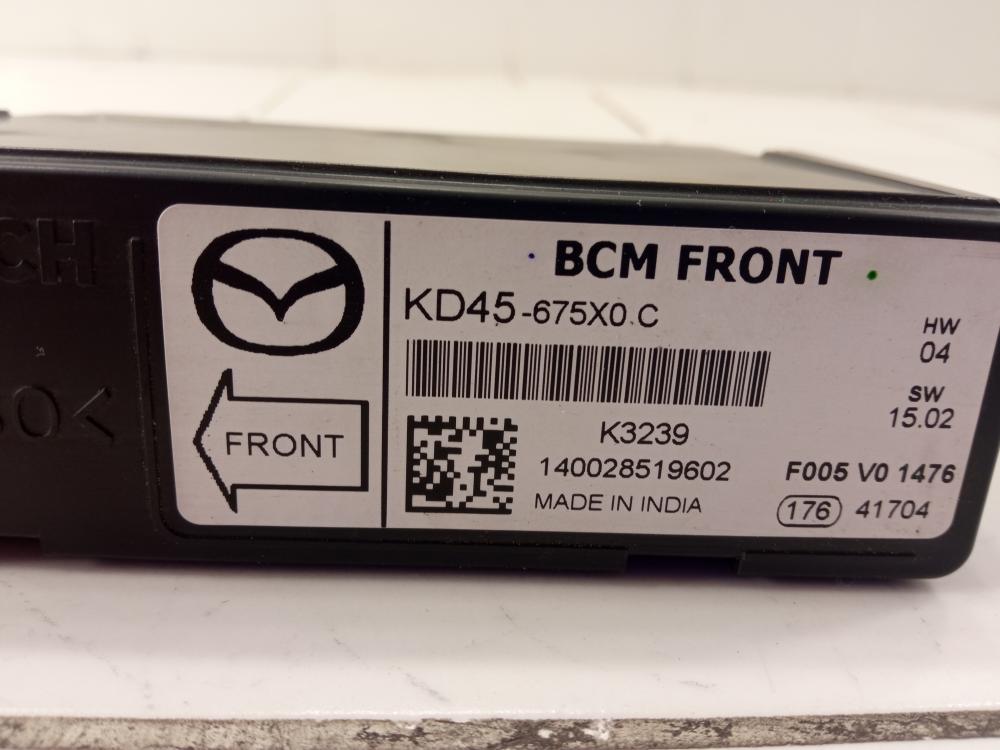 BCM FRONT
KD45-675X0 C
HW
04
SW
15.02
K3239
140028519602
F005 V0 1476
MADE IN INDIA
176 41704
FRONT
CH